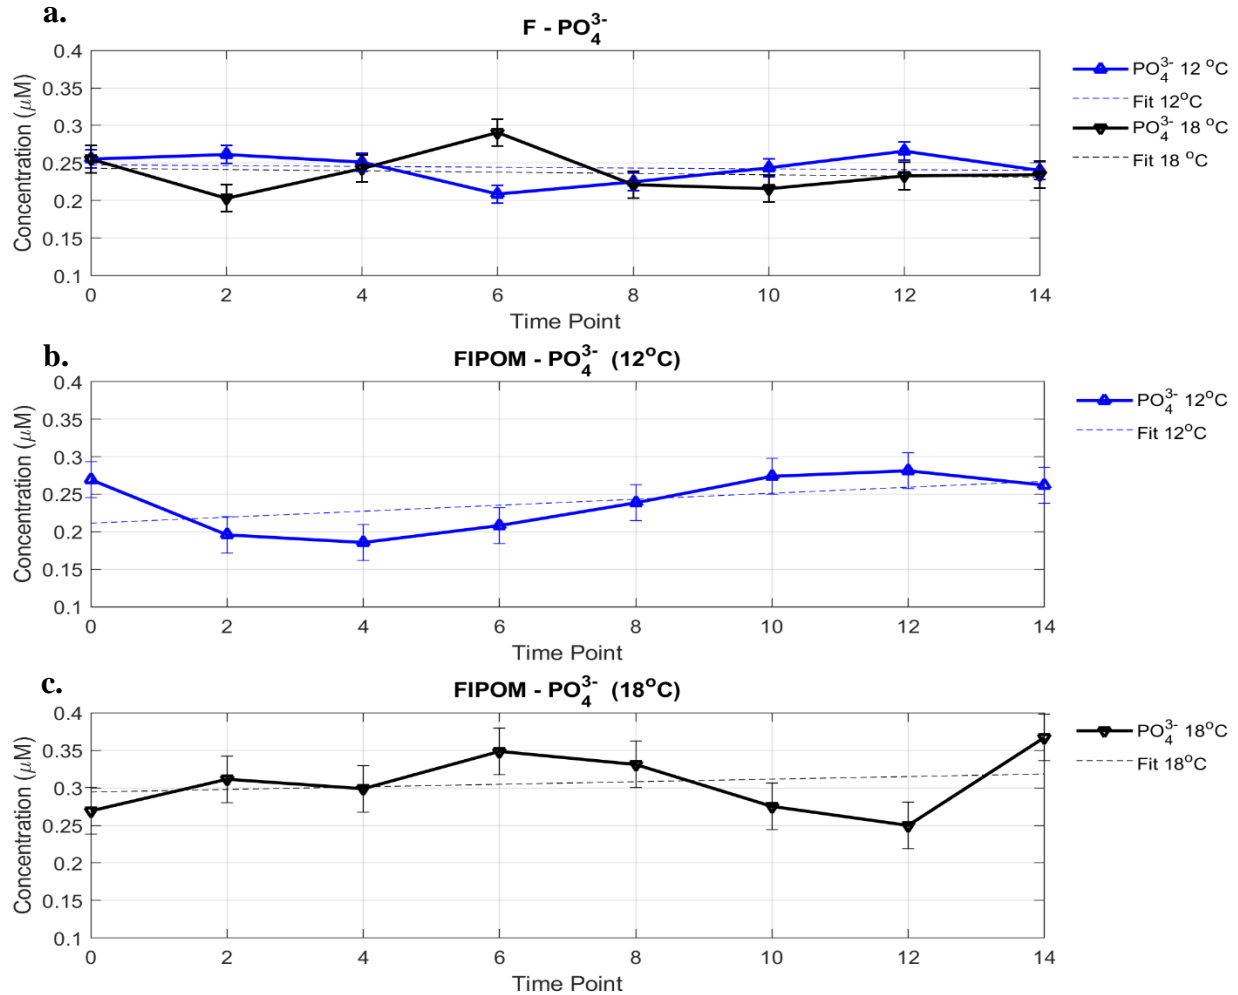 a.
F - PO₄³⁻
0.4
0.35
0.3
0.25
0.2
0.15
0.1
Concentration (μM)
0 2 4 6 8 10 12 14
Time Point
PO₄³⁻ 12 °C
Fit 12°C
PO₄³⁻ 18 °C
Fit 18 °C
b.
FIPOM - PO₄³⁻ (12°C)
0.4
0.35
0.3
0.25
0.2
0.15
0.1
Concentration (μM)
0 2 4 6 8 10 12 14
Time Point
PO₄³⁻ 12°C
Fit 12°C
c.
FIPOM - PO₄³⁻ (18°C)
0.4
0.35
0.3
0.25
0.2
0.15
0.1
Concentration (μM)
0 2 4 6 8 10 12 14
Time Point
PO₄³⁻ 18°C
Fit 18°C